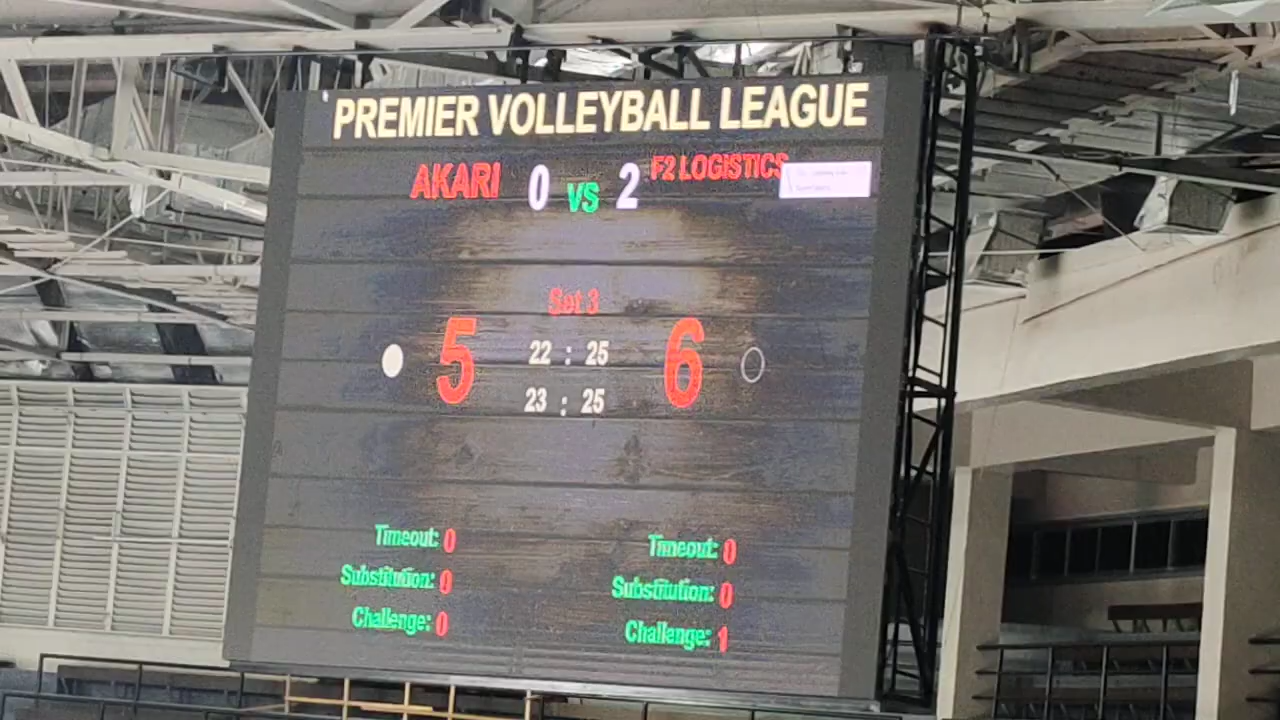 PREMIER VOLLEYBALL LEAGUE
AKARI 0 VS 2 F2 LOGISTICS
Set 3
5 22 : 25 6
23 : 25
Timeout: 0 Timeout: 0
Substitution: 0 Substitution: 0
Challenge: 0 Challenge: 1